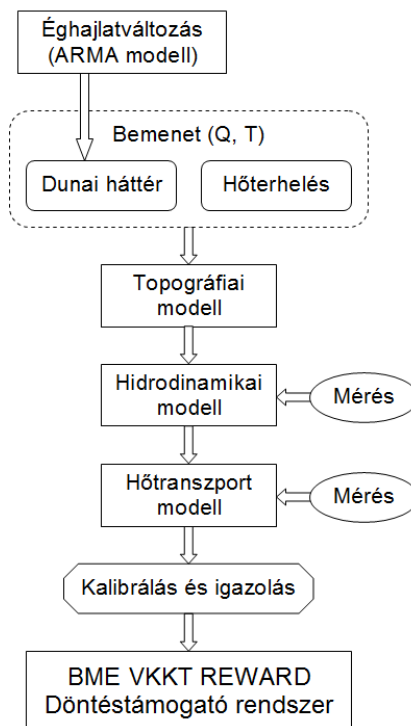 Éghajlatváltozás
(ARMA modell)
Bemenet (Q, T)
Dunai háttér
Hőterhelés
Topográfiai
modell
Hidrodinamikai
modell
Mérés
Hőtranszport
modell
Mérés
Kalibrálás és igazolás
BME VKKT REWARD
Döntéstámogató rendszer